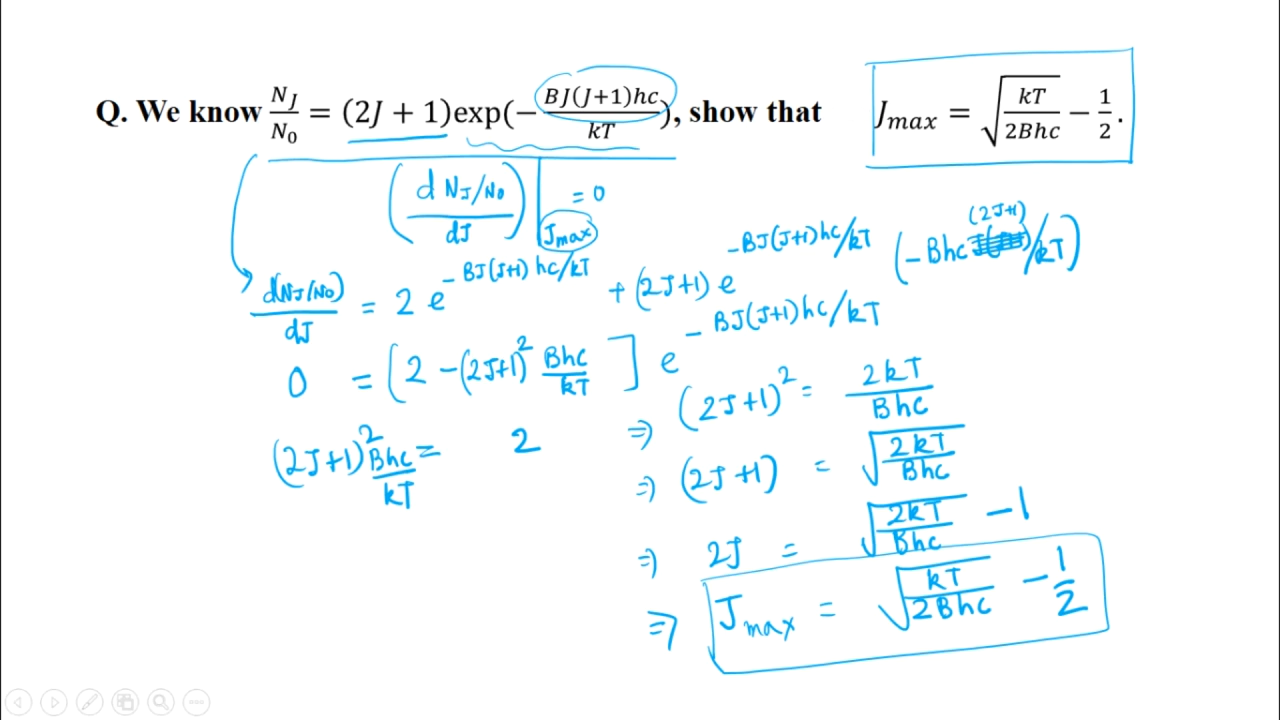 Q. We know N_J/N_0 = (2J + 1)exp(−BJ(J+1)hc/kT), show that J_max = √(kT/2Bhc) − 1/2.
(d N_J/N_0 / dJ)|_{J_max} = 0
d(N_J/N_0)/dJ = 2 e^{−BJ(J+1)hc/kT} + (2J+1) e^{−BJ(J+1)hc/kT} (−Bhc (2J+1)/kT)
0 = [2 − (2J+1)² Bhc/kT] e^{−BJ(J+1)hc/kT}
(2J+1)² Bhc/kT = 2 ⇒ (2J+1)² = 2kT/Bhc
⇒ (2J+1) = √(2kT/Bhc)
⇒ 2J = √(2kT/Bhc) − 1
⇒ J_max = √(kT/2Bhc) − 1/2